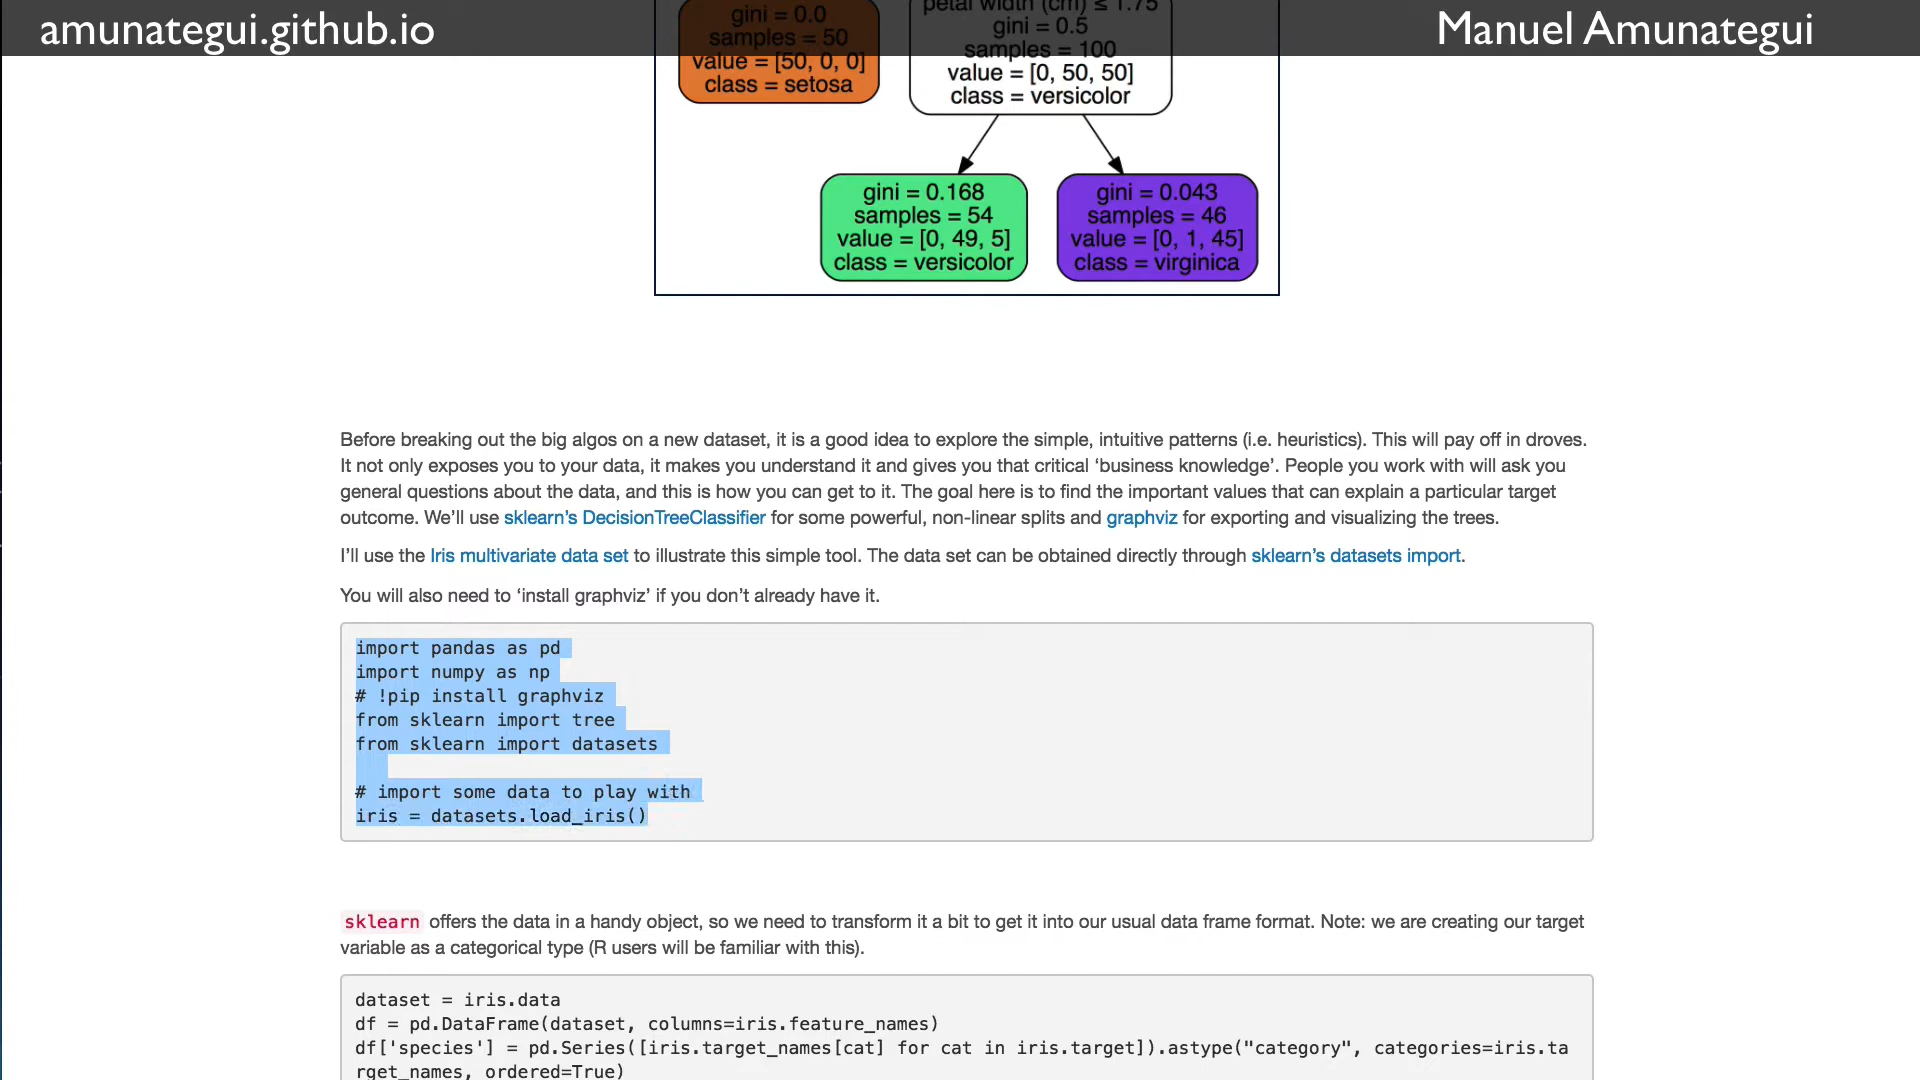 amunategui.github.io
Manuel Amunategui
gini = 0.0
samples = 50
value = [50, 0, 0]
class = setosa
petal width (cm) ≤ 1.75
gini = 0.5
samples = 100
value = [0, 50, 50]
class = versicolor
gini = 0.168
samples = 54
value = [0, 49, 5]
class = versicolor
gini = 0.043
samples = 46
value = [0, 1, 45]
class = virginica
Before breaking out the big algos on a new dataset, it is a good idea to explore the simple, intuitive patterns (i.e. heuristics). This will pay off in droves.
It not only exposes you to your data, it makes you understand it and gives you that critical ‘business knowledge’. People you work with will ask you
general questions about the data, and this is how you can get to it. The goal here is to find the important values that can explain a particular target
outcome. We’ll use sklearn’s DecisionTreeClassifier for some powerful, non-linear splits and graphviz for exporting and visualizing the trees.
I’ll use the Iris multivariate data set to illustrate this simple tool. The data set can be obtained directly through sklearn’s datasets import.
You will also need to ‘install graphviz’ if you don’t already have it.
import pandas as pd
import numpy as np
# !pip install graphviz
from sklearn import tree
from sklearn import datasets
# import some data to play with
iris = datasets.load_iris()
sklearn offers the data in a handy object, so we need to transform it a bit to get it into our usual data frame format. Note: we are creating our target
variable as a categorical type (R users will be familiar with this).
dataset = iris.data
df = pd.DataFrame(dataset, columns=iris.feature_names)
df['species'] = pd.Series([iris.target_names[cat] for cat in iris.target]).astype("category", categories=iris.ta
rget_names, ordered=True)